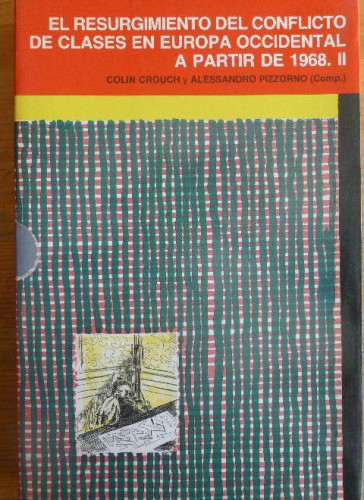 EL RESURGIMIENTO DEL CONFLICTO
DE CLASES EN EUROPA OCCIDENTAL
A PARTIR DE 1968. II
COLIN CROUCH y ALESSANDRO PIZZORNO (Comp.)